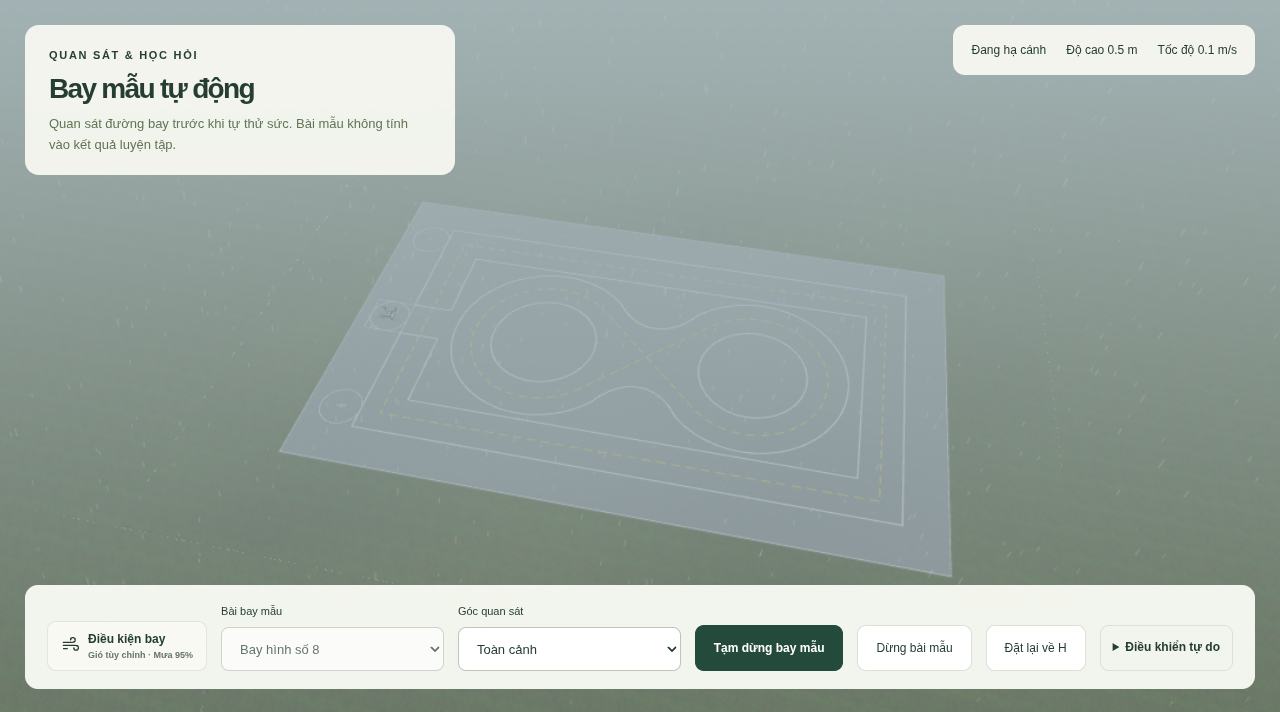 QUAN SÁT & HỌC HỎI
Bay mẫu tự động
Quan sát đường bay trước khi tự thử sức. Bài mẫu không tính
vào kết quả luyện tập.
Đang hạ cánh Độ cao 0.5 m Tốc độ 0.1 m/s
Bài bay mẫu
Góc quan sát
Điều kiện bay
Gió tùy chỉnh · Mưa 95%
Bay hình số 8
Toàn cảnh
Tạm dừng bay mẫu
Dừng bài mẫu
Đặt lại về H
Điều khiển tự do